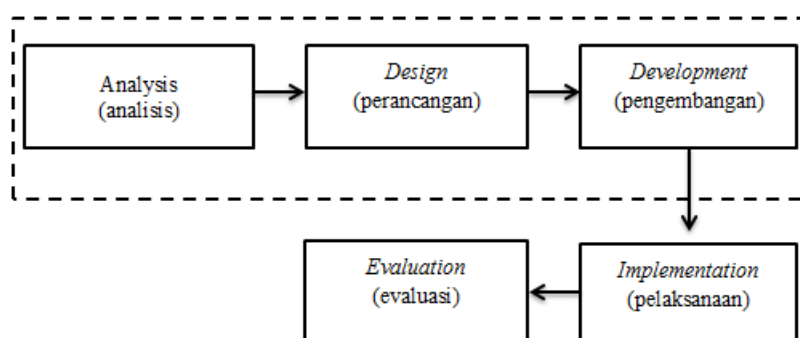 Analysis
(analisis)
Design
(perancangan)
Development
(pengembangan)
Evaluation
(evaluasi)
Implementation
(pelaksanaan)